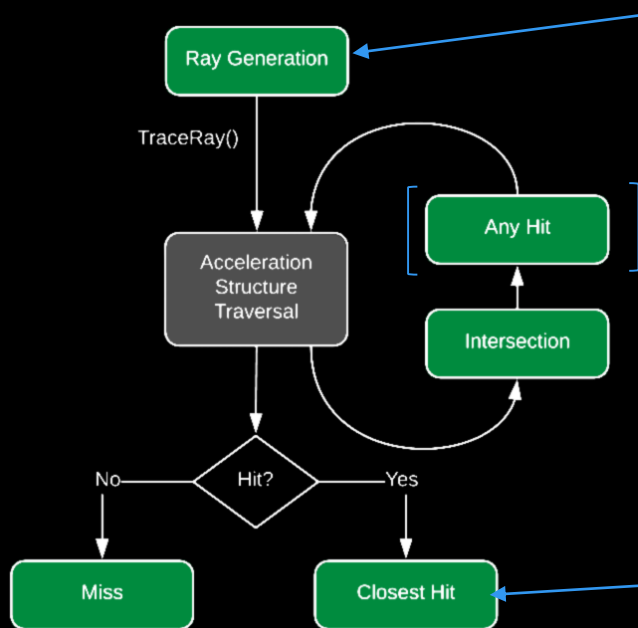 Ray Generation
TraceRay()
Any Hit
Acceleration
Structure
Traversal
Intersection
No
Hit?
Yes
Miss
Closest Hit